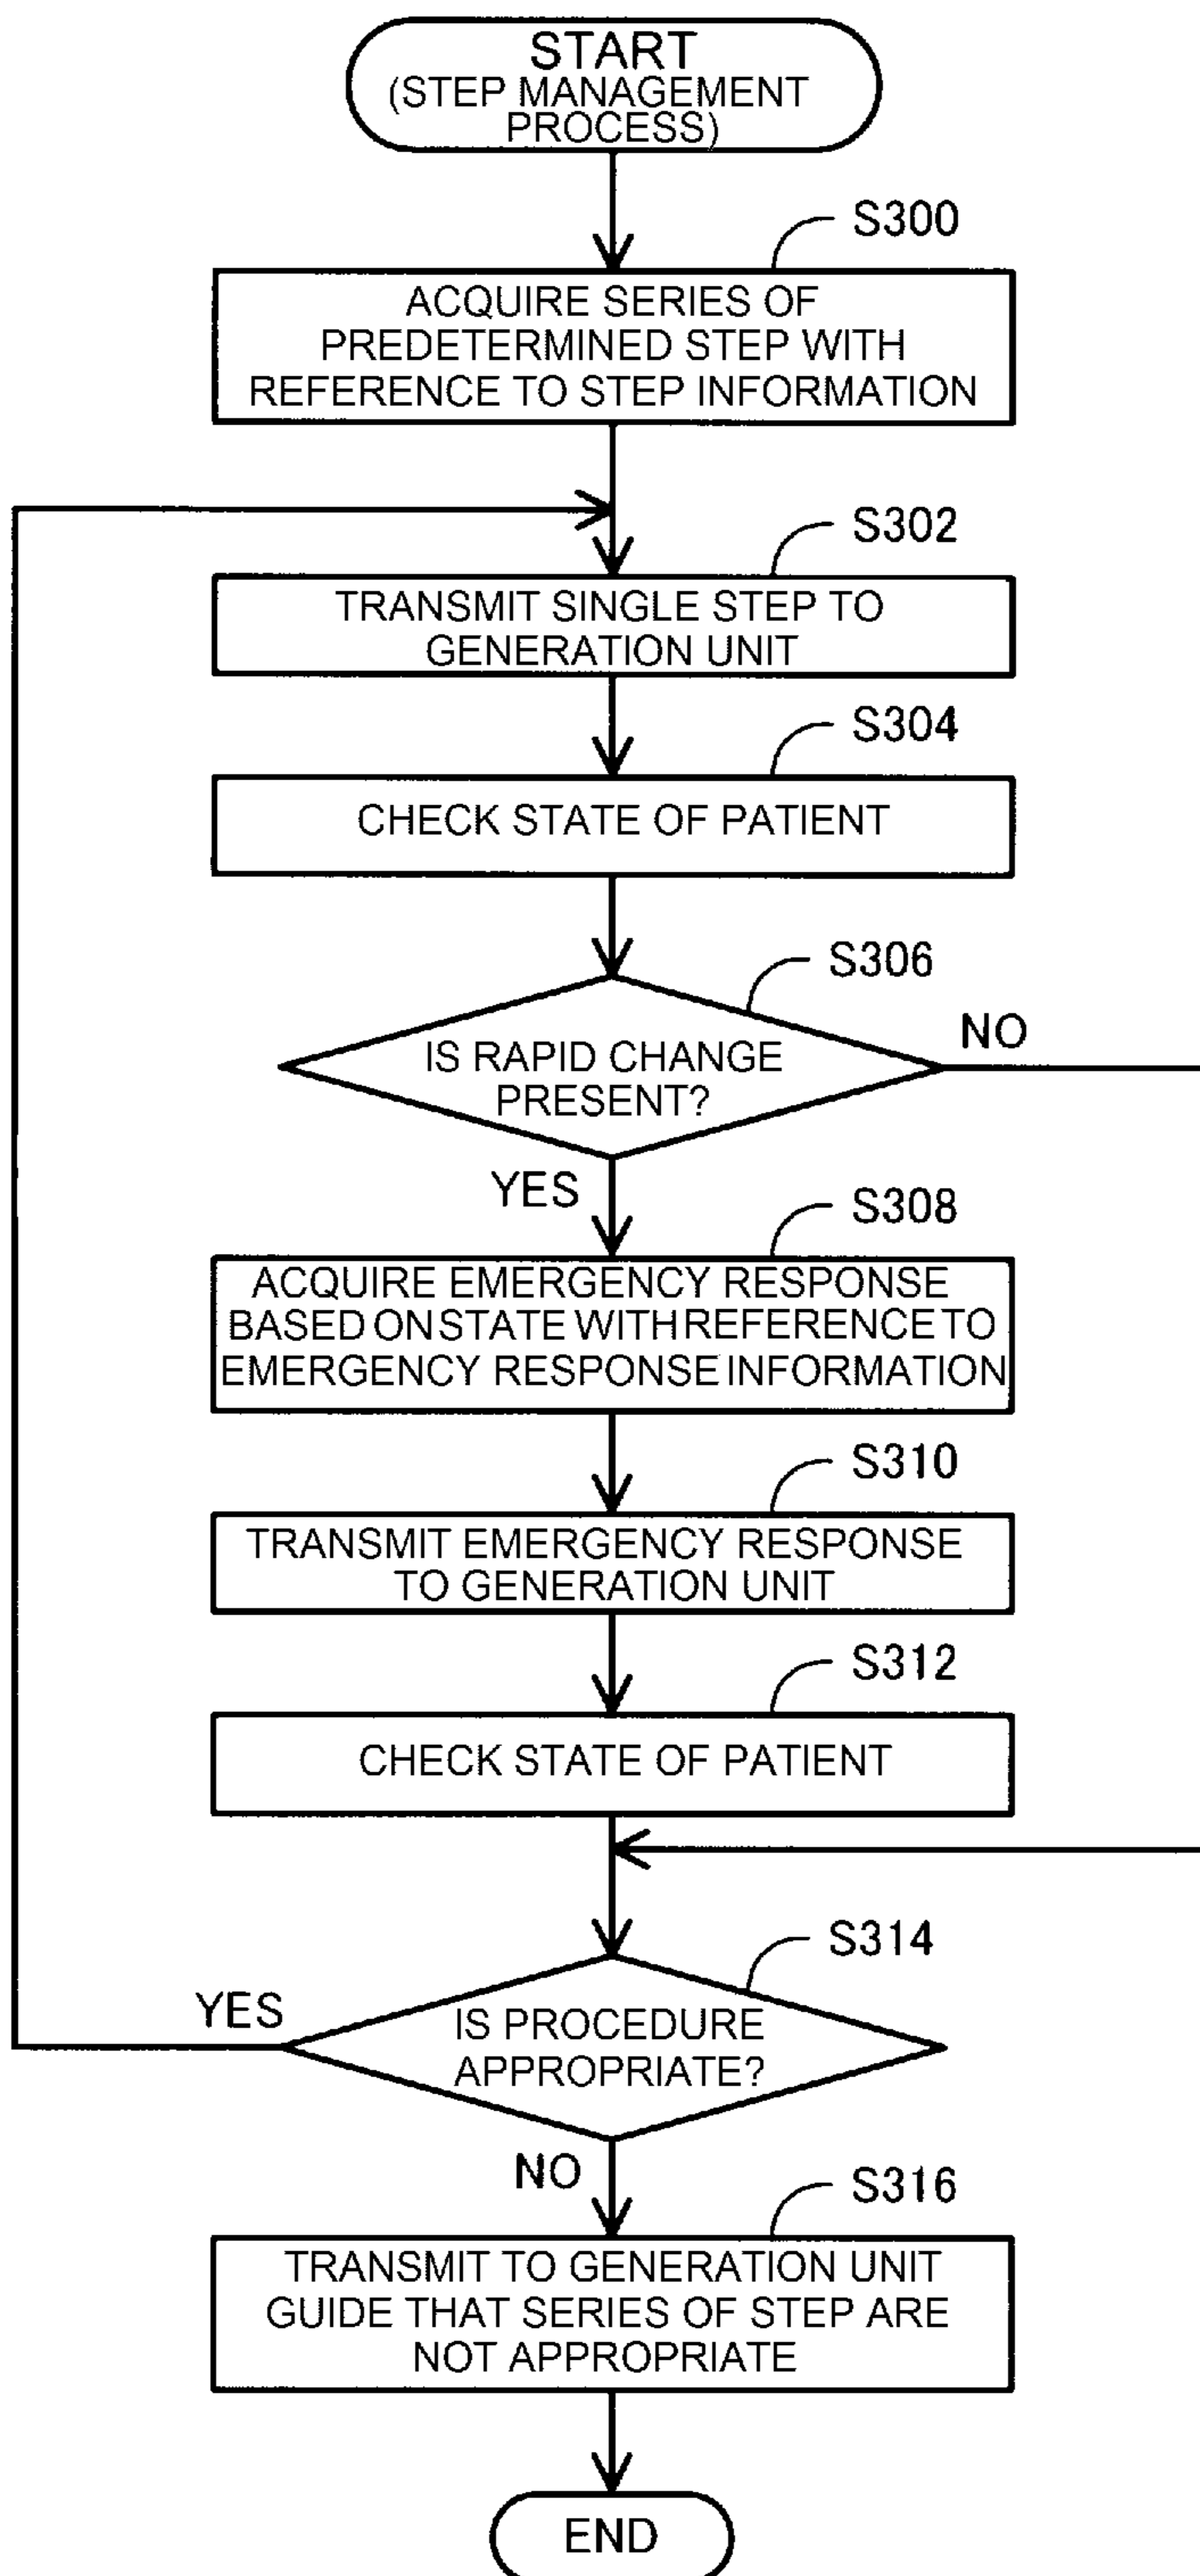 START
(STEP MANAGEMENT
PROCESS)
S300
ACQUIRE SERIES OF
PREDETERMINED STEP WITH
REFERENCE TO STEP INFORMATION
S302
TRANSMIT SINGLE STEP TO
GENERATION UNIT
S304
CHECK STATE OF PATIENT
S306
IS RAPID CHANGE
PRESENT?
NO
YES
S308
ACQUIRE EMERGENCY RESPONSE
BASED ON STATE WITH REFERENCE TO
EMERGENCY RESPONSE INFORMATION
S310
TRANSMIT EMERGENCY RESPONSE
TO GENERATION UNIT
S312
CHECK STATE OF PATIENT
S314
YES
IS PROCEDURE
APPROPRIATE?
NO
S316
TRANSMIT TO GENERATION UNIT
GUIDE THAT SERIES OF STEP ARE
NOT APPROPRIATE
END